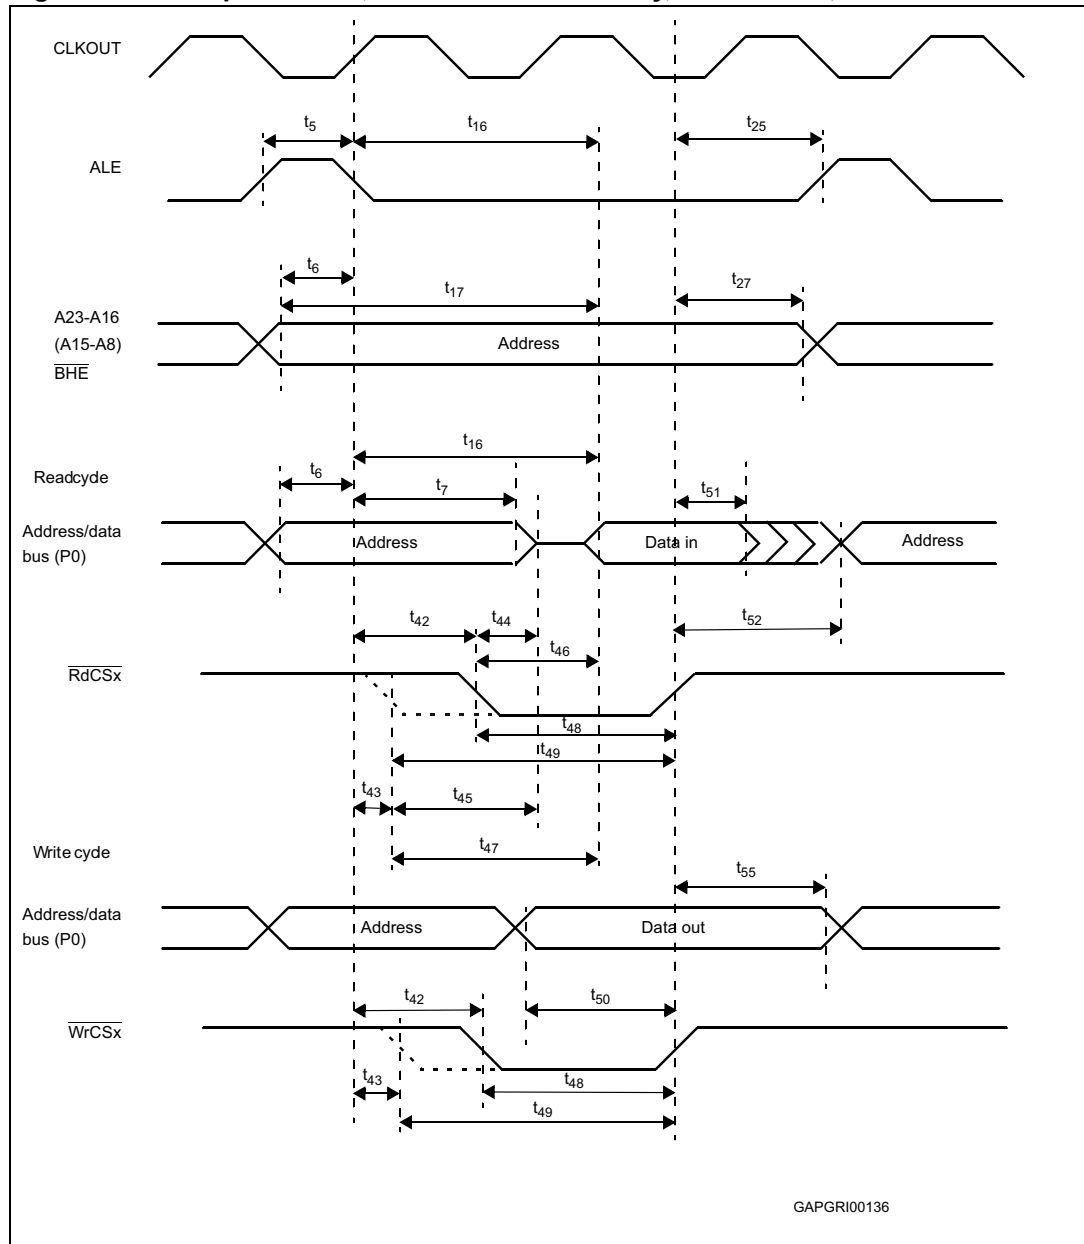 CLKOUT
t5
t16
t25
ALE
t6
t17
t27
A23-A16
(A15-A8)
BHE
Address
t16
Readcyde
t6
t7
t51
Address/data
bus (P0)
Address
Data in
Address
t42
t44
t52
t46
RdCSx
t48
t49
t43
t45
t47
Write cyde
t55
Address/data
bus (P0)
Address
Data out
t42
t50
WrCSx
t43
t48
t49
GAPGRI00136